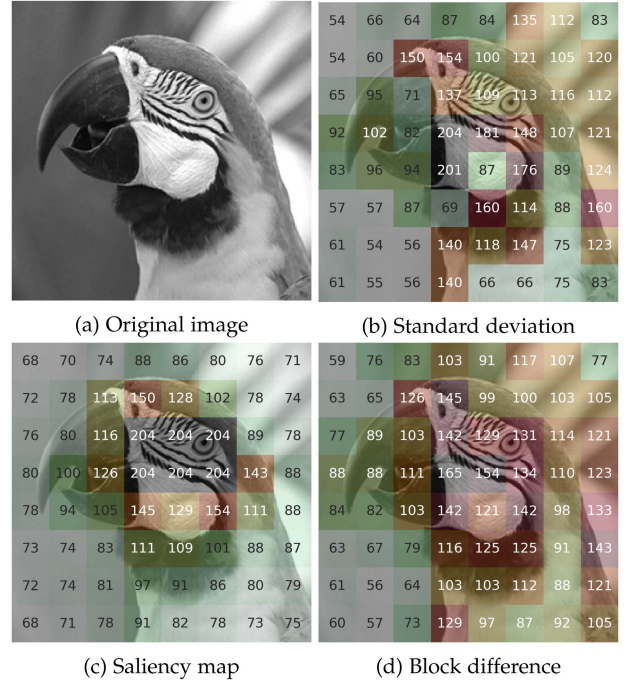 54 66 64 87 84 135 112 83
54 60 150 154 100 121 105 120
65 95 71 137 109 113 116 112
92 102 82 204 181 148 107 121
83 96 94 201 87 176 89 124
57 57 87 69 160 114 88 160
61 54 56 140 118 147 75 123
61 55 56 140 66 66 75 83
(a) Original image
(b) Standard deviation
68 70 74 88 86 80 76 71
72 78 113 150 128 102 78 74
76 80 116 204 204 204 89 78
80 100 126 204 204 204 143 88
78 94 105 145 129 154 111 88
73 74 83 111 109 101 88 87
72 74 81 97 91 86 80 79
68 71 78 91 82 78 73 75
59 76 83 103 91 117 107 77
63 65 126 145 99 100 103 105
77 89 103 142 129 131 114 121
88 88 111 165 154 134 110 123
84 82 103 142 121 142 98 133
63 67 79 116 125 125 91 143
61 56 64 103 103 112 88 121
60 57 73 129 97 87 92 105
(c) Saliency map
(d) Block difference